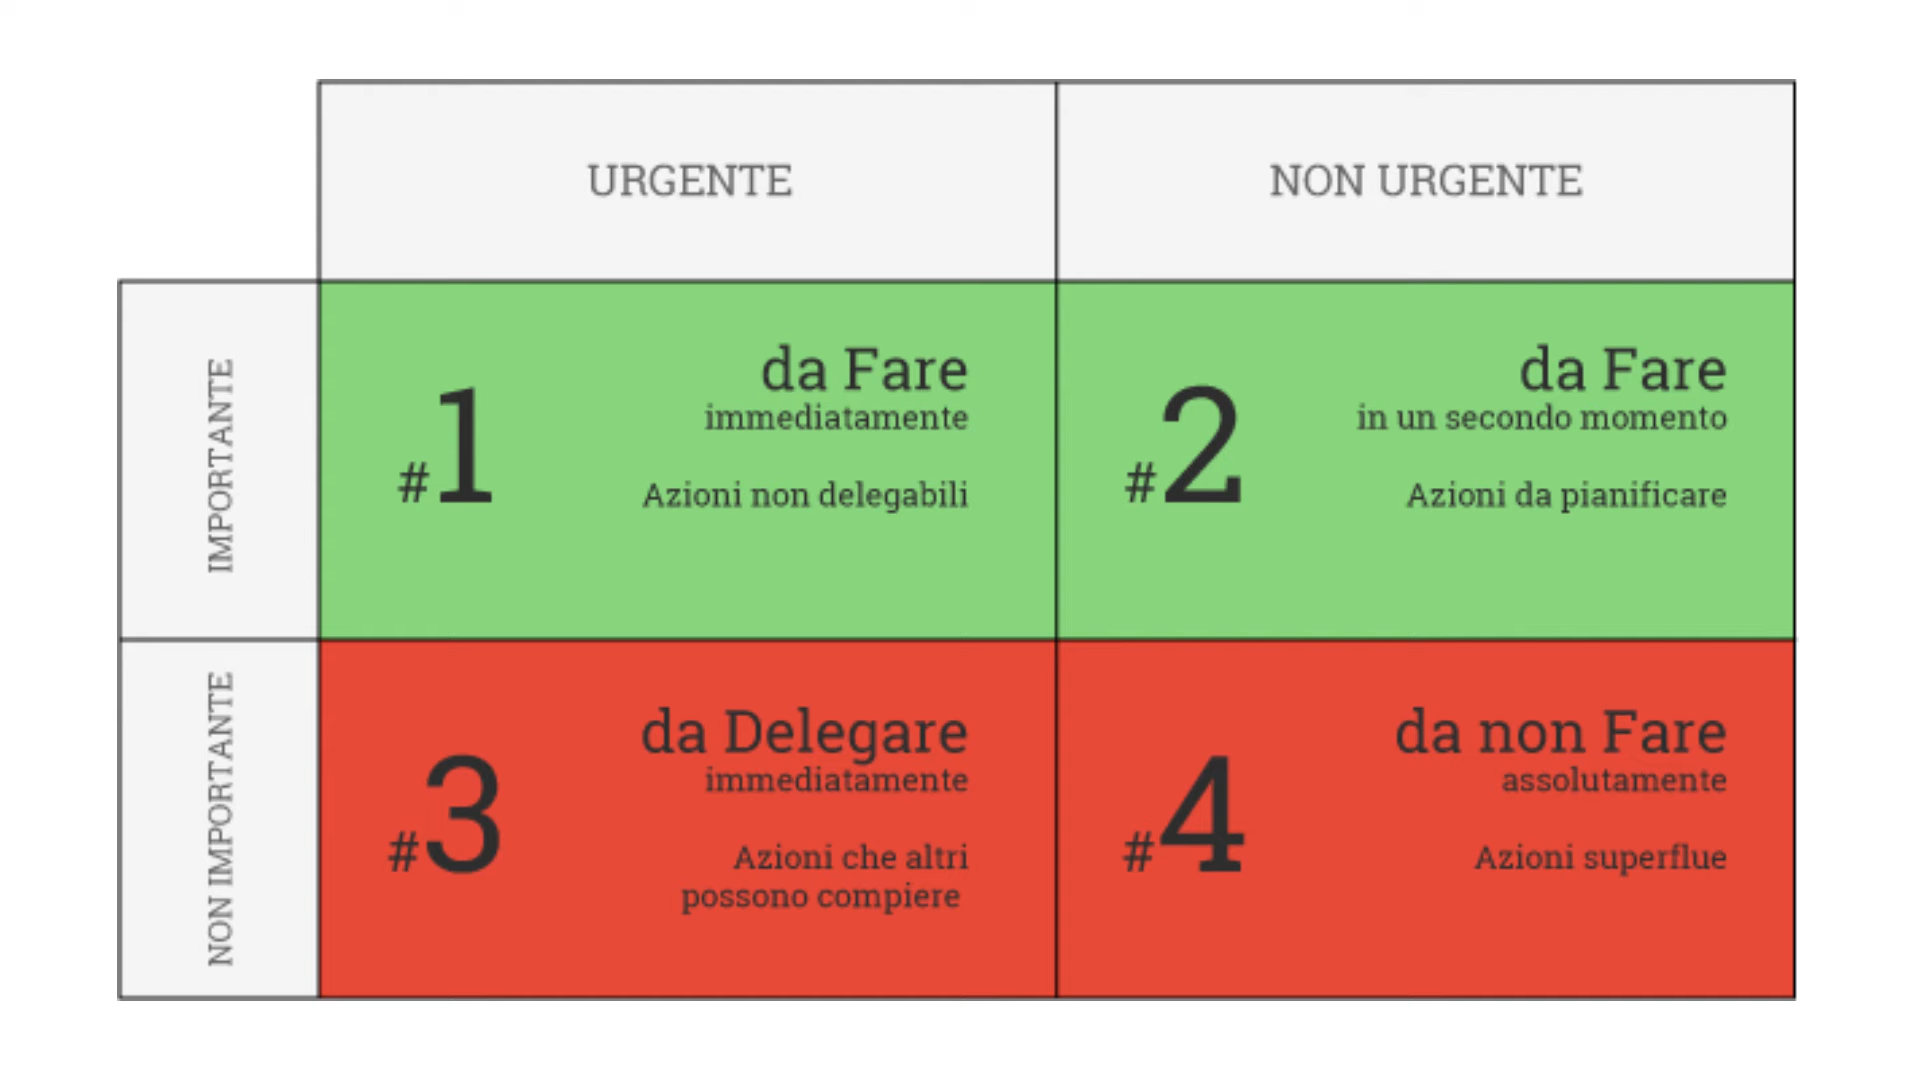 URGENTE
NON URGENTE
IMPORTANTE
#1
da Fare
immediatamente
Azioni non delegabili
#2
da Fare
in un secondo momento
Azioni da pianificare
NON IMPORTANTE
#3
da Delegare
immediatamente
Azioni che altri
possono compiere
#4
da non Fare
assolutamente
Azioni superflue